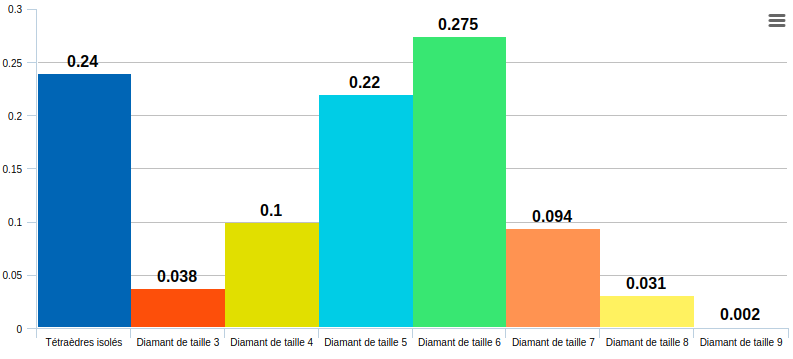 0.3
0.25
0.2
0.15
0.1
0.05
0
0.24
0.038
0.1
0.22
0.275
0.094
0.031
0.002
Tétraèdres isolés
Diamant de taille 3
Diamant de taille 4
Diamant de taille 5
Diamant de taille 6
Diamant de taille 7
Diamant de taille 8
Diamant de taille 9